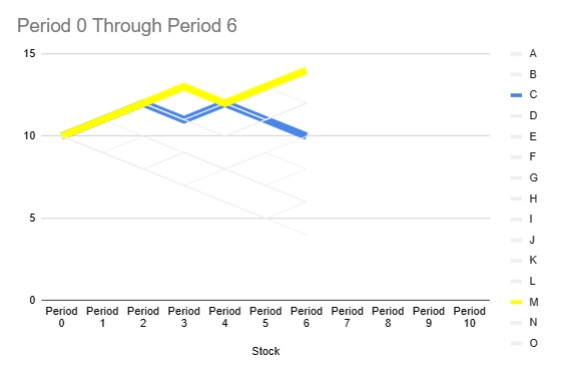 Period 0 Through Period 6
15
10
5
0
Period 0
Period 1
Period 2
Period 3
Period 4
Period 5
Period 6
Period 7
Period 8
Period 9
Period 10
Stock
A
B
C
D
E
F
G
H
I
J
K
L
M
N
O